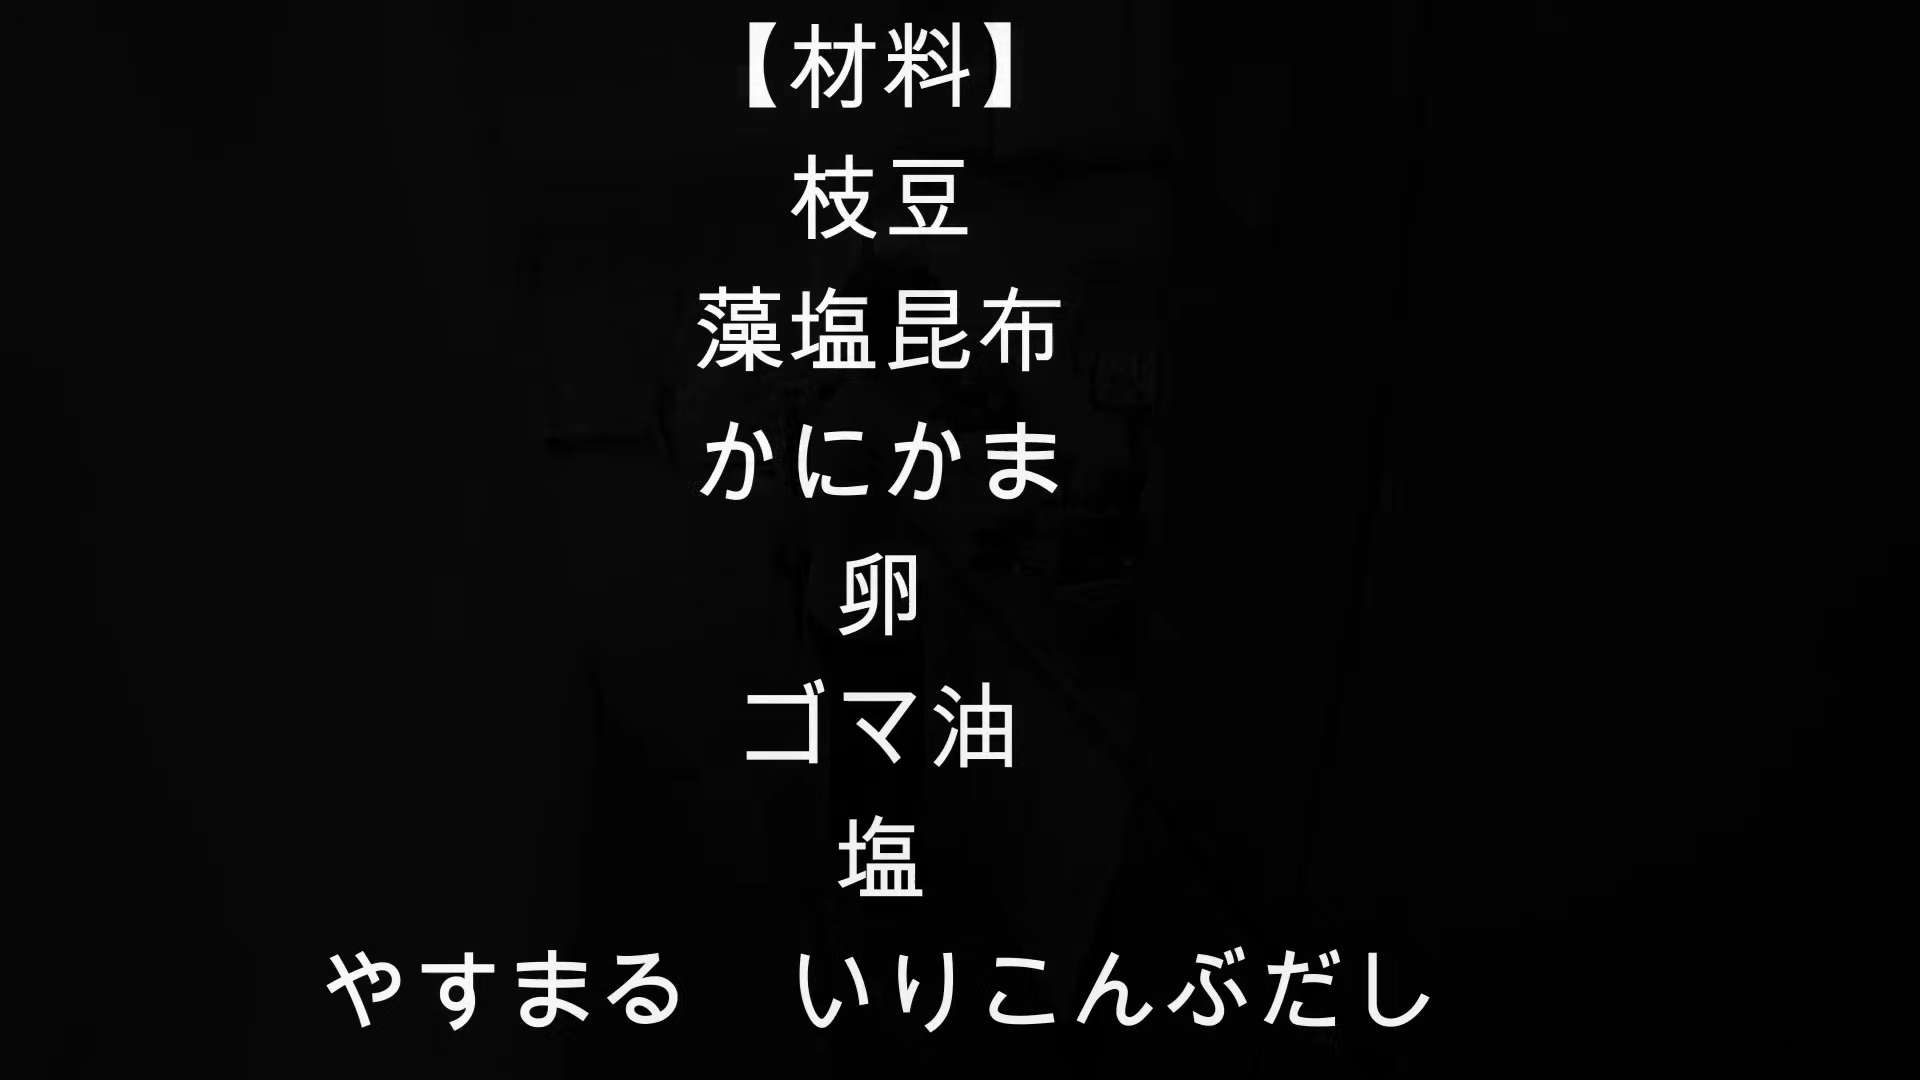 【材料】
枝豆
藻塩昆布
かにかま
卵
ゴマ油
塩
やすまる　いりこんぶだし